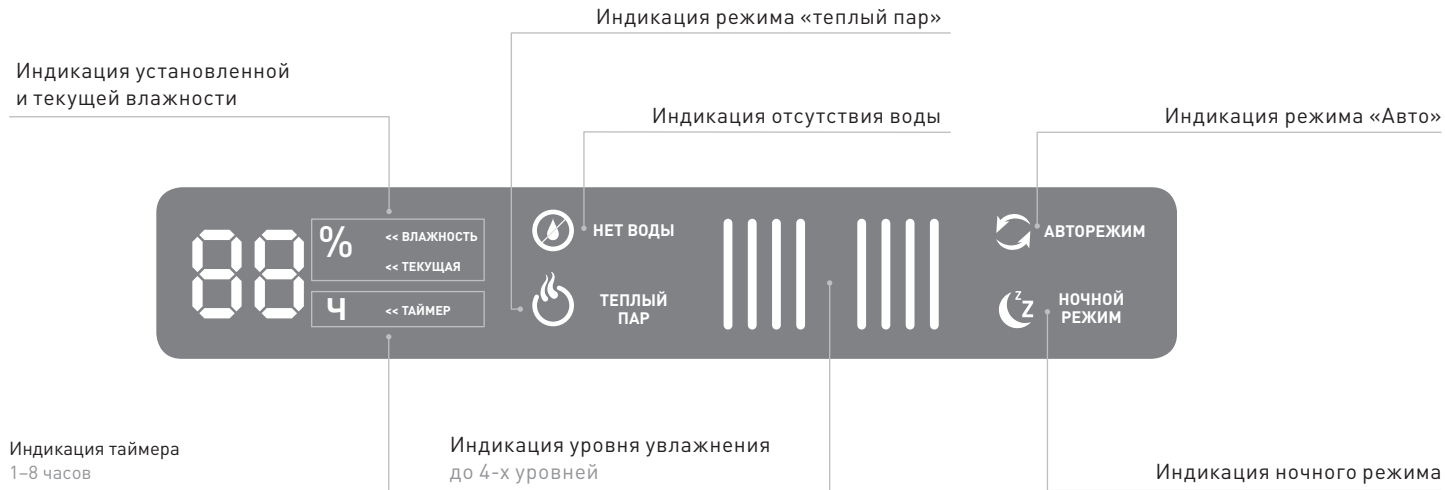 Индикация режима «теплый пар»
Индикация установленной
и текущей влажности
Индикация отсутствия воды
Индикация режима «Авто»
88
%
<< ВЛАЖНОСТЬ
<< ТЕКУЩАЯ
Ч
<< ТАЙМЕР
НЕТ ВОДЫ
ТЕПЛЫЙ
ПАР
АВТОРЕЖИМ
zZ
НОЧНОЙ
РЕЖИМ
Индикация таймера
1–8 часов
Индикация уровня увлажнения
до 4-х уровней
Индикация ночного режима